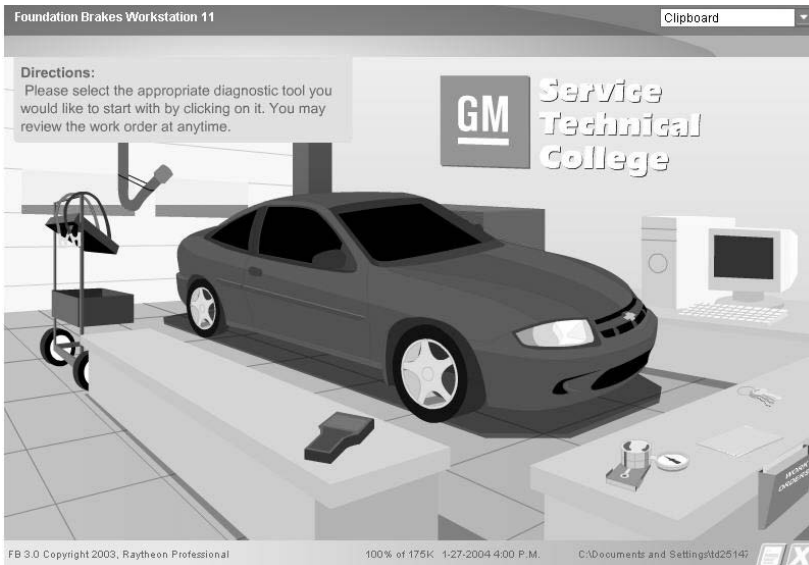 Foundation Brakes Workstation 11
Clipboard
Directions:
Please select the appropriate diagnostic tool you
would like to start with by clicking on it. You may
review the work order at anytime.
GM
Service
Technical
College
WORK
ORDERS
FB 3.0 Copyright 2003, Raytheon Professional
100% of 175K 1-27-2004 4:00 P.M.
C:\Documents and Settings\td25147